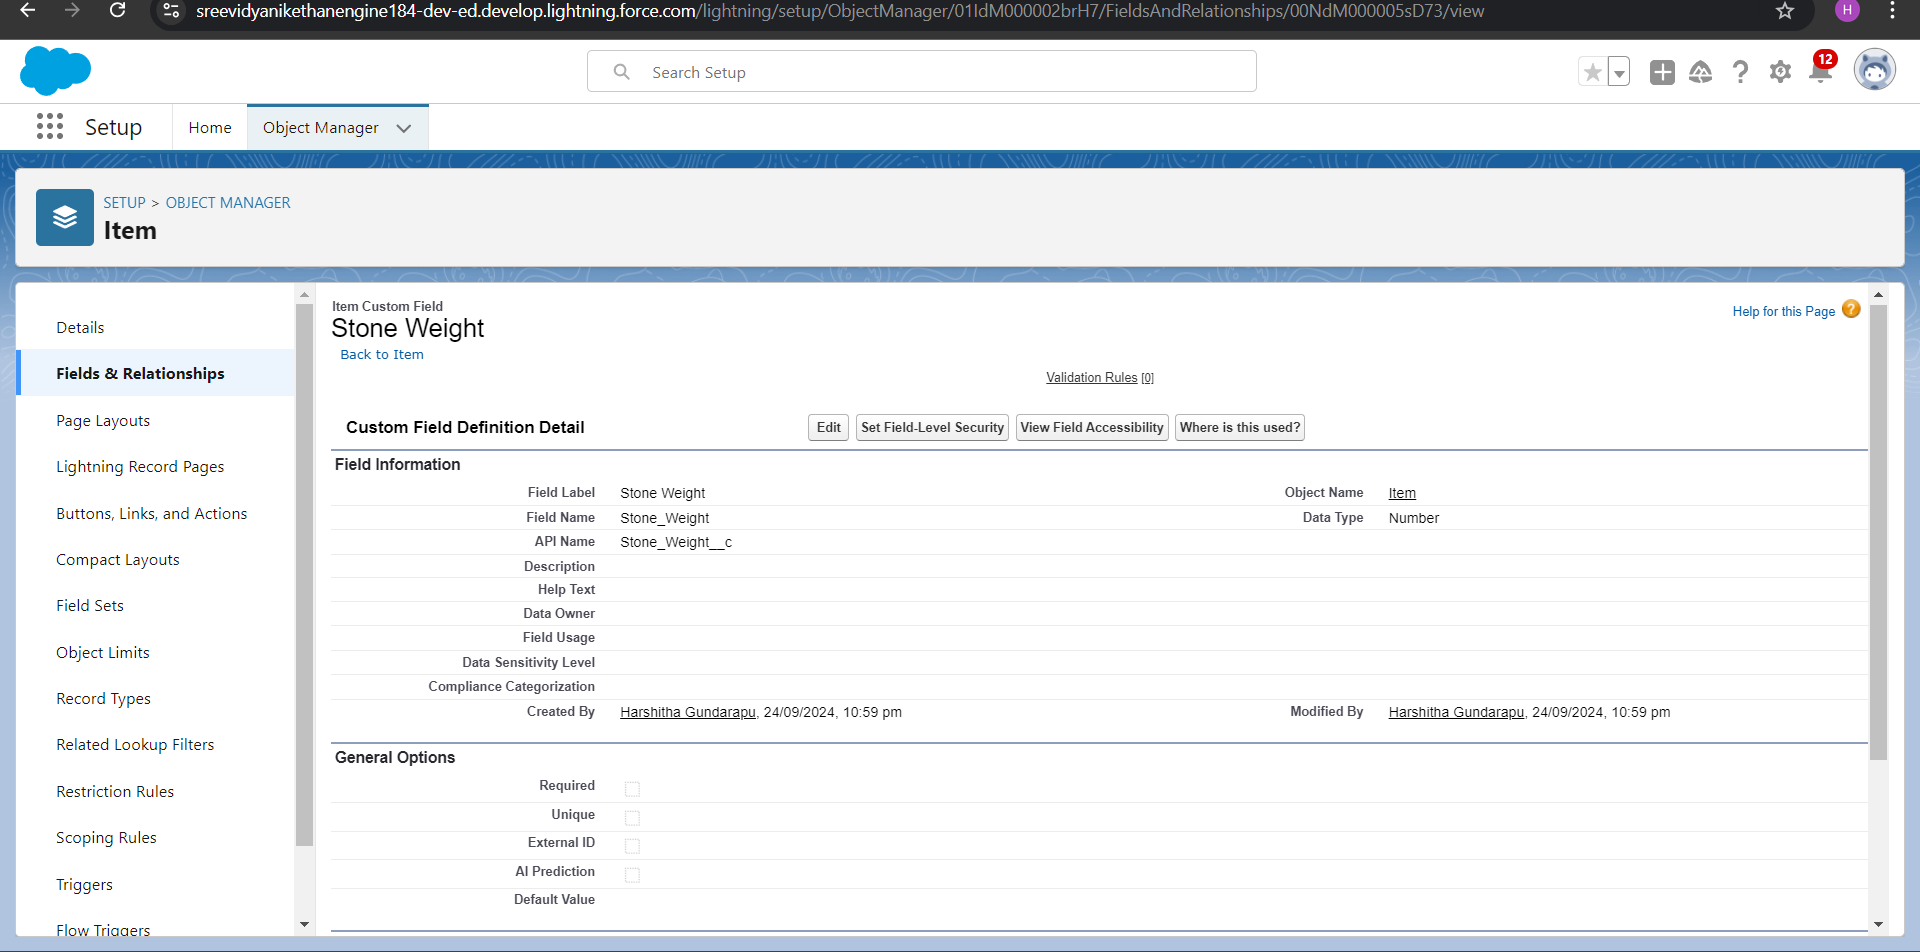 sreevidyanikethanengine184-dev-ed.develop.lightning.force.com/lightning/setup/ObjectManager/01IdM000002brH7/FieldsAndRelationships/00NdM000005sD73/view
H
Search Setup
12
Setup
Home
Object Manager
SETUP > OBJECT MANAGER
Item
Details
Fields & Relationships
Page Layouts
Lightning Record Pages
Buttons, Links, and Actions
Compact Layouts
Field Sets
Object Limits
Record Types
Related Lookup Filters
Restriction Rules
Scoping Rules
Triggers
Flow Triggers
Item Custom Field
Stone Weight
Back to Item
Help for this Page ?
Validation Rules [0]
Custom Field Definition Detail
Edit
Set Field-Level Security
View Field Accessibility
Where is this used?
Field Information
Field Label Stone Weight
Object Name Item
Field Name Stone_Weight
Data Type Number
API Name Stone_Weight__c
Description
Help Text
Data Owner
Field Usage
Data Sensitivity Level
Compliance Categorization
Created By Harshitha Gundarapu, 24/09/2024, 10:59 pm
Modified By Harshitha Gundarapu, 24/09/2024, 10:59 pm
General Options
Required
Unique
External ID
AI Prediction
Default Value